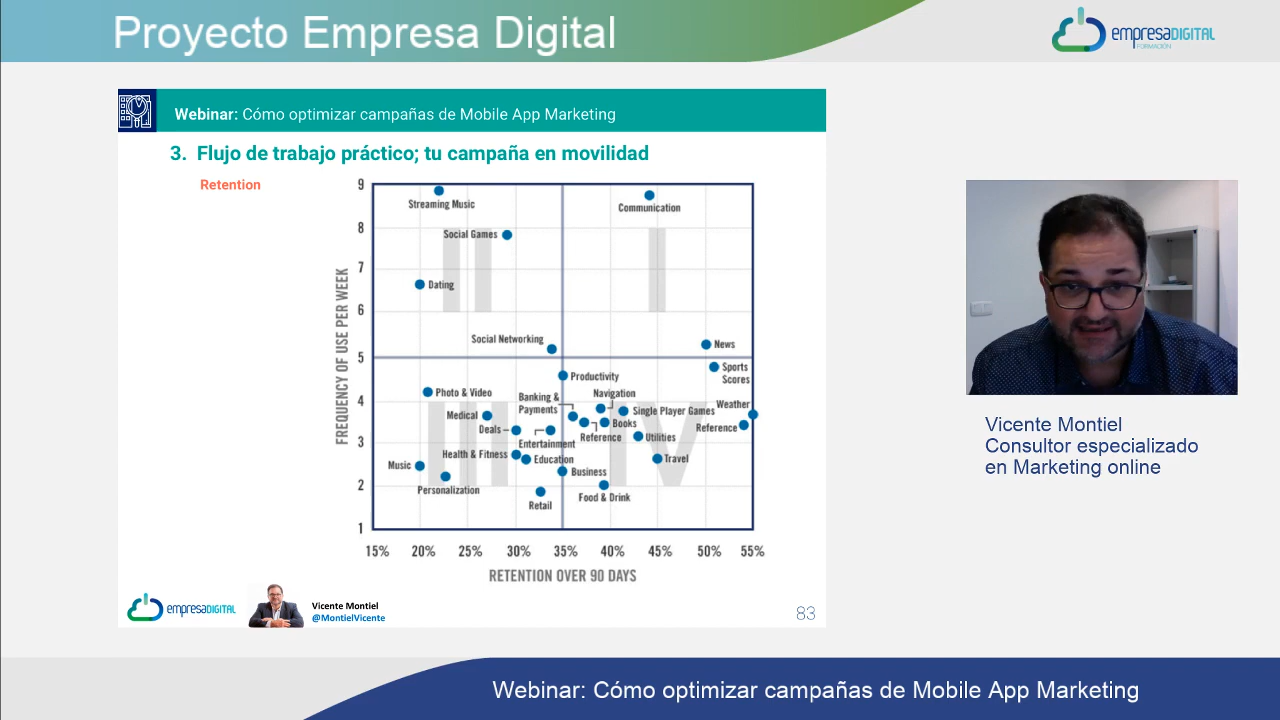 Proyecto Empresa Digital
empresaDIGITAL
FORMACIÓN
Webinar: Cómo optimizar campañas de Mobile App Marketing
3. Flujo de trabajo práctico; tu campaña en movilidad
Retention
9
8
7
6
5
4
3
2
1
FREQUENCY OF USE PER WEEK
Streaming Music
Communication
Social Games
II
I
Dating
Social Networking
News
Sports
Scores
Productivity
Photo & Video
Banking &
Payments
Navigation
Weather
Medical
Single Player Games
Deals
Books
Reference
Entertainment
Reference
Utilities
III
IV
Health & Fitness
Education
Travel
Music
Business
Personalization
Retail
Food & Drink
15% 20% 25% 30% 35% 40% 45% 50% 55%
RETENTION OVER 90 DAYS
empresaDIGITAL
Vicente Montiel
@MontielVicente
83
Vicente Montiel
Consultor especializado
en Marketing online
Webinar: Cómo optimizar campañas de Mobile App Marketing